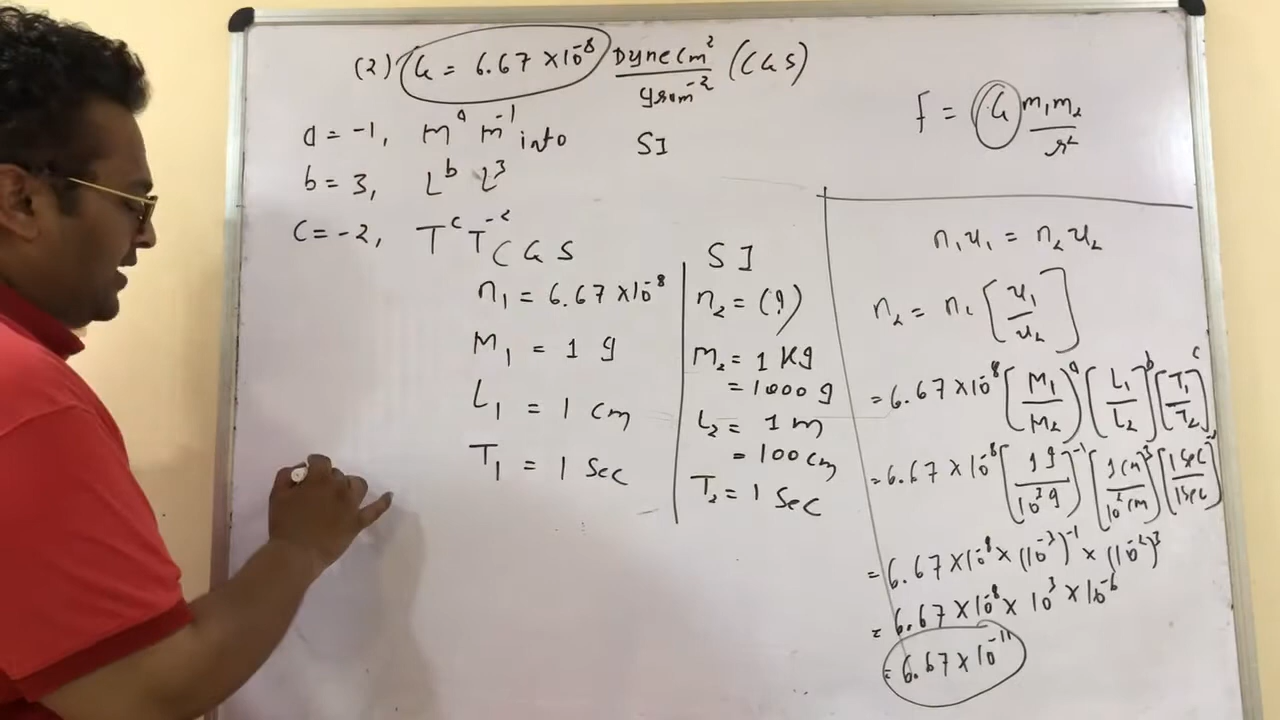 (2) G = 6.67 × 10⁻⁸ Dyne Cm² / gram⁻² (CGS)
a = -1, Mᵃ M⁻¹ into SI
b = 3, Lᵇ L³
C = -2, Tᶜ T⁻²
CGS
n₁ = 6.67 × 10⁻⁸
M₁ = 1 g
L₁ = 1 cm
T₁ = 1 Sec
SI
n₂ = (?)
M₂ = 1 Kg
= 1000 g
L₂ = 1 m
= 100 cm
T₂ = 1 Sec
F = G m₁m₂ / r²
n₁u₁ = n₂u₂
n₂ = n₁ [u₁ / u₂]
= 6.67 × 10⁻⁸ [M₁ / M₂]ᵃ [L₁ / L₂]ᵇ [T₁ / T₂]ᶜ
= 6.67 × 10⁻⁸ [1 g / 10³ g]⁻¹ [1 cm / 10² cm]³ [1 Sec / 1 Sec]⁻²
= 6.67 × 10⁻⁸ × (10⁻³)⁻¹ × (10⁻²)³
= 6.67 × 10⁻⁸ × 10³ × 10⁻⁶
= 6.67 × 10⁻¹¹